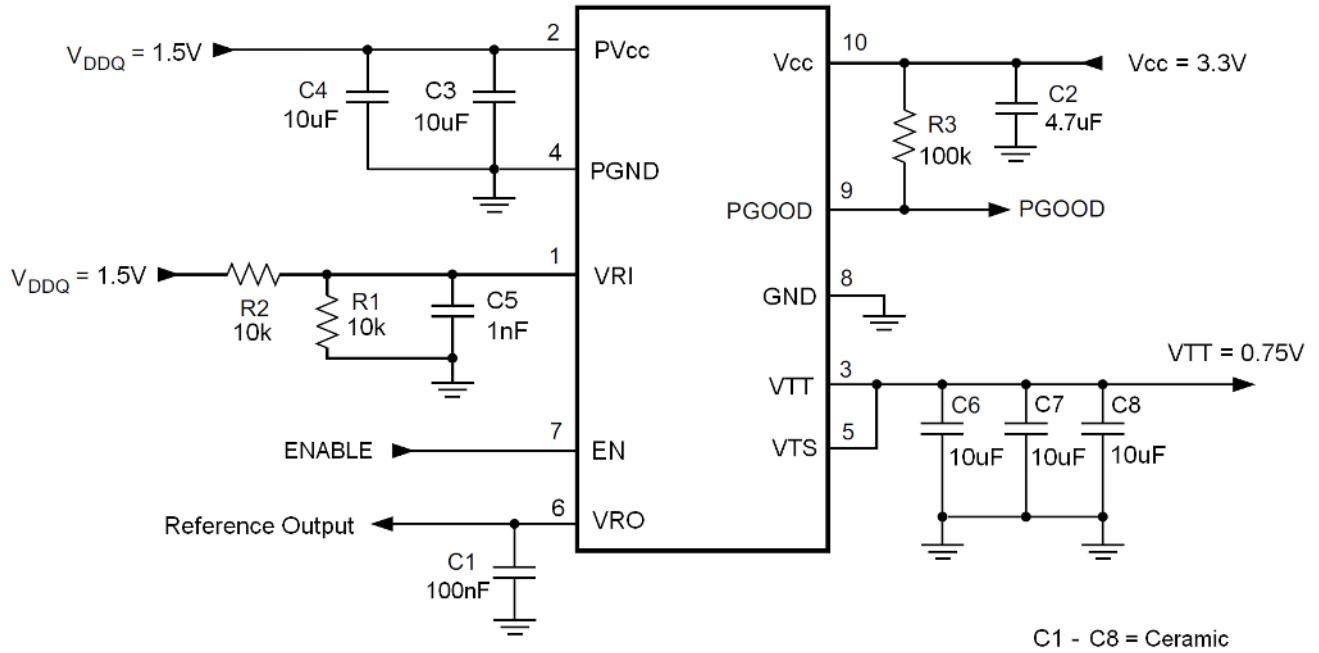 V_DDQ = 1.5V
2
PVcc
C4
10uF
C3
10uF
4
PGND
V_DDQ = 1.5V
1
VRI
R2
10k
R1
10k
C5
1nF
ENABLE
7
EN
Reference Output
6
VRO
C1
100nF
10
Vcc
Vcc = 3.3V
R3
100k
C2
4.7uF
9
PGOOD
PGOOD
8
GND
3
VTT
VTT = 0.75V
5
VTS
C6
10uF
C7
10uF
C8
10uF
C1 - C8 = Ceramic